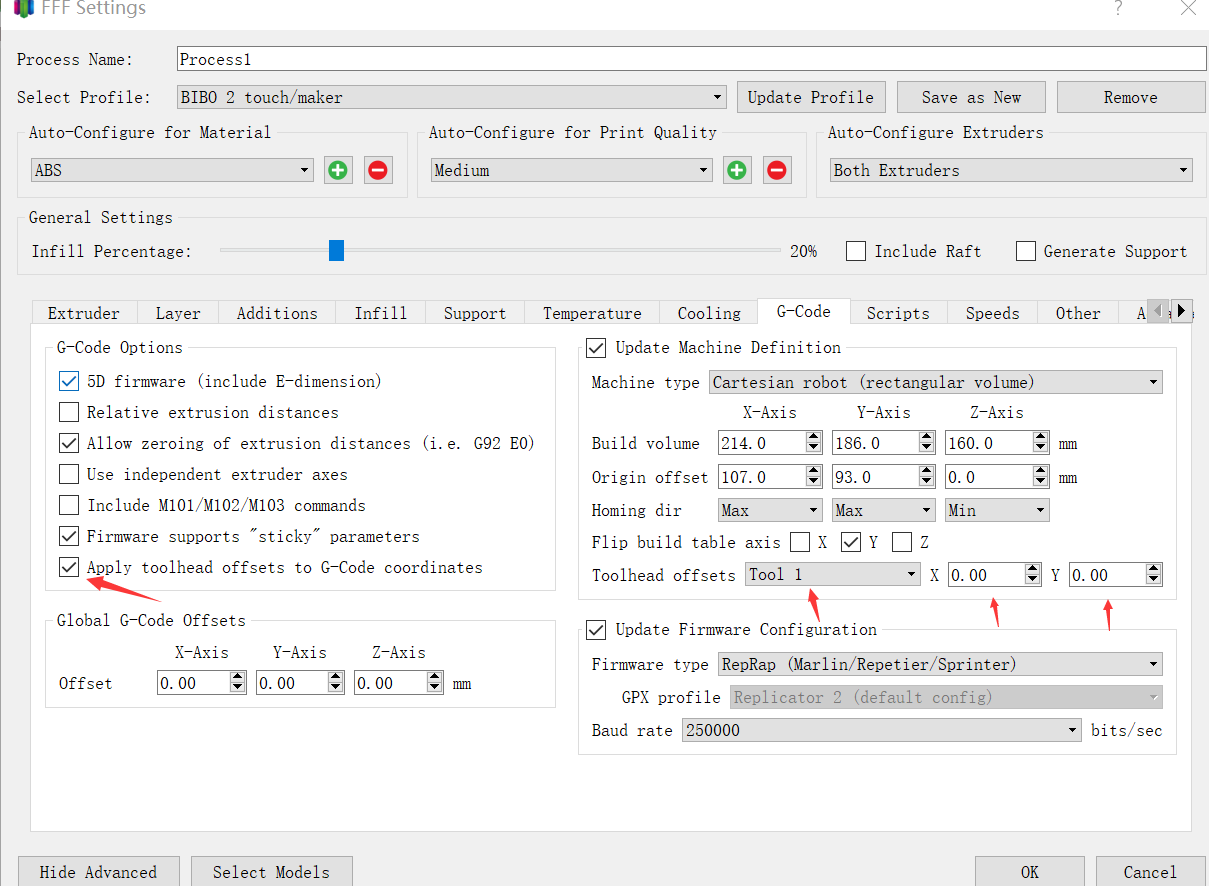 FFF Settings
Process Name: Process1
Select Profile: BIBO 2 touch/maker Update Profile Save as New Remove
Auto-Configure for Material Auto-Configure for Print Quality Auto-Configure Extruders
ABS Medium Both Extruders
General Settings
Infill Percentage: 20% Include Raft Generate Support
Extruder Layer Additions Infill Support Temperature Cooling G-Code Scripts Speeds Other A
G-Code Options Update Machine Definition
5D firmware (include E-dimension) Machine type Cartesian robot (rectangular volume)
Relative extrusion distances X-Axis Y-Axis Z-Axis
Allow zeroing of extrusion distances (i.e. G92 E0) Build volume 214.0 186.0 160.0 mm
Use independent extruder axes Origin offset 107.0 93.0 0.0 mm
Include M101/M102/M103 commands Homing dir Max Max Min
Firmware supports "sticky" parameters Flip build table axis X Y Z
Apply toolhead offsets to G-Code coordinates Toolhead offsets Tool 1 X 0.00 Y 0.00
Global G-Code Offsets Update Firmware Configuration
X-Axis Y-Axis Z-Axis Firmware type RepRap (Marlin/Repetier/Sprinter)
Offset 0.00 0.00 0.00 mm GPX profile Replicator 2 (default config)
Baud rate 250000 bits/sec
Hide Advanced Select Models OK Cancel